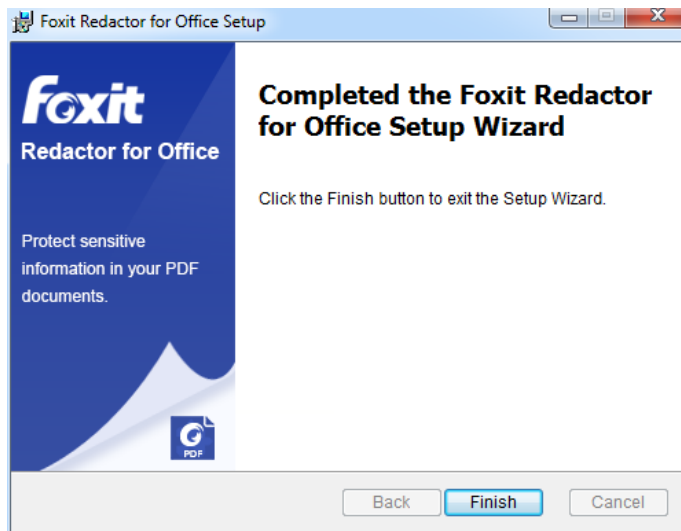 Foxit Redactor for Office Setup
Foxit
Redactor for Office
Protect sensitive
information in your PDF
documents.
PDF
Completed the Foxit Redactor
for Office Setup Wizard
Click the Finish button to exit the Setup Wizard.
Back
Finish
Cancel